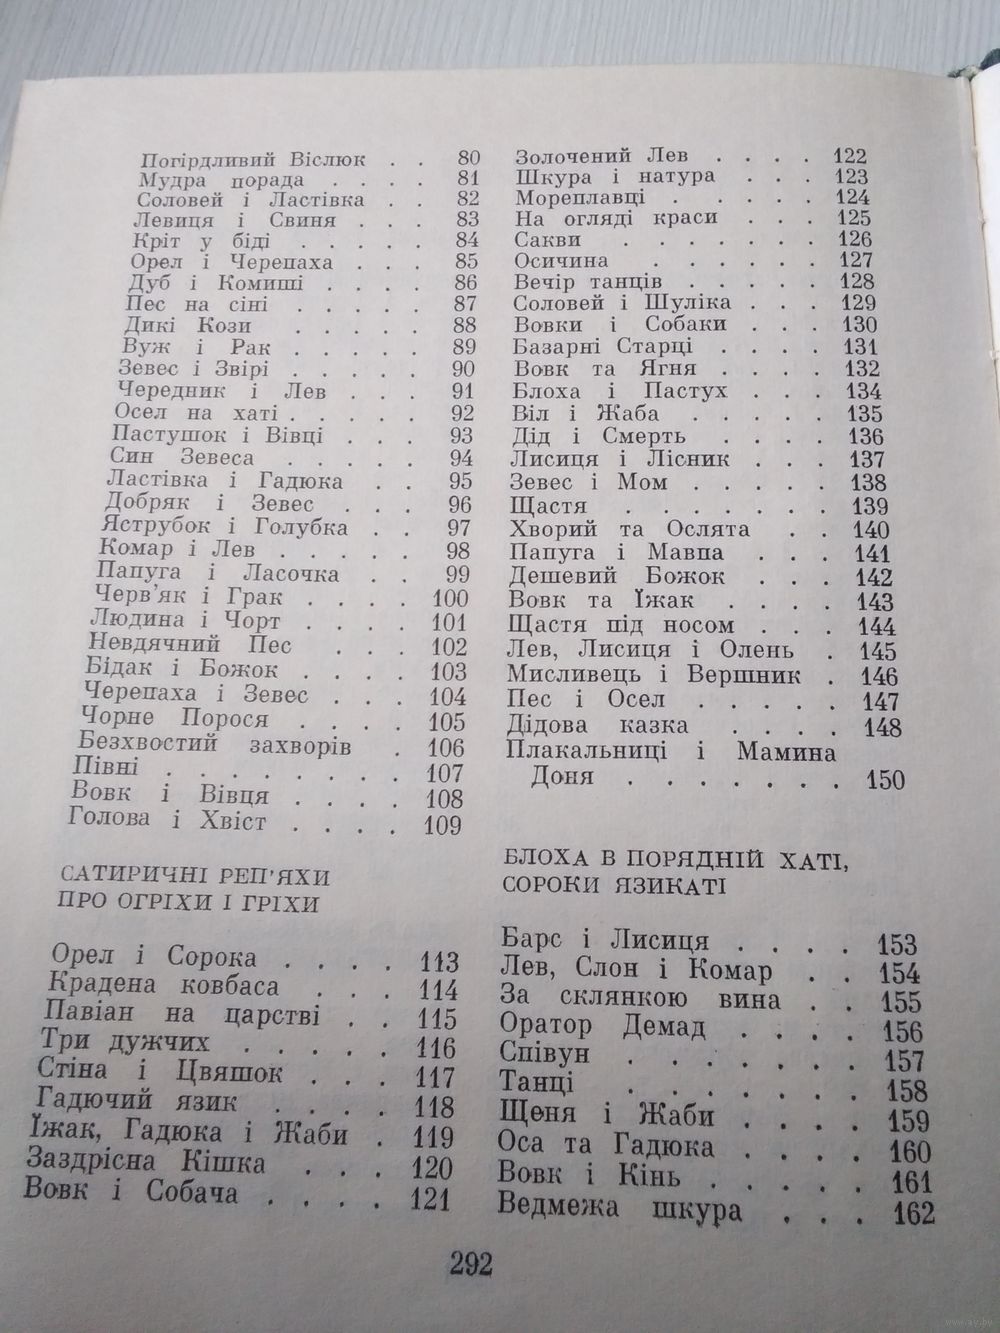 Погірдливий Віслюк . . 80
Мудра порада . . . . 81
Соловей і Ластівка . . 82
Левиця і Свиня . . . 83
Кріт у біді . . . . . 84
Орел і Черепаха . . . 85
Дуб і Комиші . . . . 86
Пес на сіні . . . . . 87
Дикі Кози . . . . . 88
Вуж і Рак . . . . . 89
Зевес і Звірі . . . . . 90
Чередник і Лев . . . 91
Осел на хаті . . . . . 92
Пастушок і Вівці . . . 93
Син Зевеса . . . . . 94
Ластівка і Гадюка . . 95
Добряк і Зевес . . . 96
Яструбок і Голубка . . 97
Комар і Лев . . . . . 98
Папуга і Ласочка . . 99
Черв'як і Грак . . . . 100
Людина і Чорт . . . . 101
Невдячний Пес . . . 102
Бідак і Божок . . . . 103
Черепаха і Зевес . . . 104
Чорне Порося . . . . 105
Безхвостий захворів . 106
Півні . . . . . . . . 107
Вовк і Вівця . . . . 108
Голова і Хвіст . . . . 109
САТИРИЧНІ РЕП'ЯХИ
ПРО ОГРІХИ І ГРІХИ
Орел і Сорока . . . . 113
Крадена ковбаса . . . 114
Павіан на царстві . . 115
Три дужчих . . . . . 116
Стіна і Цвяшок . . . 117
Гадючий язик . . . . 118
Їжак, Гадюка і Жаби . 119
Заздрісна Кішка . . . 120
Вовк і Собача . . . . 121
Золочений Лев . . . . 122
Шкура і натура . . . 123
Мореплавці . . . . . 124
На огляді краси . . . 125
Сакви . . . . . . . 126
Осичина . . . . . . 127
Вечір танців . . . . . 128
Соловей і Шуліка . . . 129
Вовки і Собаки . . . 130
Базарні Старці . . . . 131
Вовк та Ягня . . . . 132
Блоха і Пастух . . . 134
Віл і Жаба . . . . . 135
Дід і Смерть . . . . 136
Лисиця і Лісник . . . 137
Зевес і Мом . . . . . 138
Щастя . . . . . . . 139
Хворий та Ослята . . 140
Папуга і Мавпа . . . 141
Дешевий Божок . . . 142
Вовк та Їжак . . . . 143
Щастя під носом . . . 144
Лев, Лисиця і Олень . 145
Мисливець і Вершник . 146
Пес і Осел . . . . . 147
Дідова казка . . . . 148
Плакальниці і Мамина
Доня . . . . . . . 150
БЛОХА В ПОРЯДНІЙ ХАТІ,
СОРОКИ ЯЗИКАТІ
Барс і Лисиця . . . . 153
Лев, Слон і Комар . . 154
За склянкою вина . . 155
Оратор Демад . . . . 156
Співун . . . . . . . 157
Танці . . . . . . . 158
Щеня і Жаби . . . . 159
Оса та Гадюка . . . . 160
Вовк і Кінь . . . . . 161
Ведмежа шкура . . . 162
292
www.ay.by